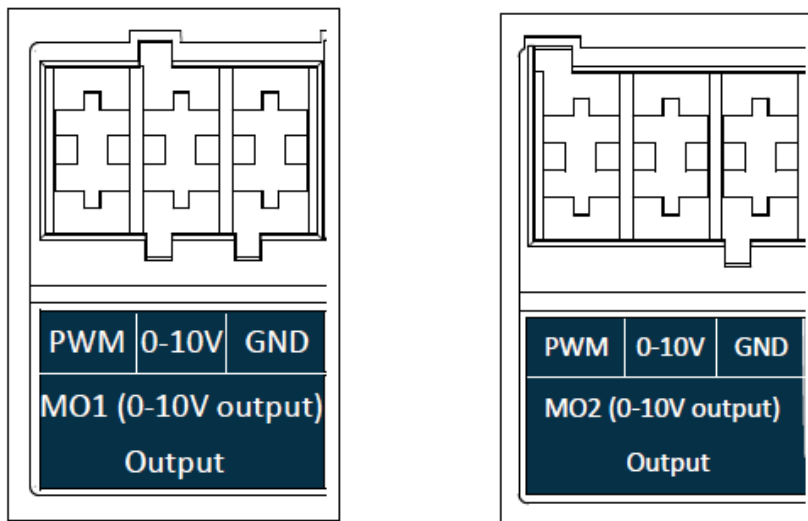 PWM 0-10V GND
MO1 (0-10V output)
Output
PWM 0-10V GND
MO2 (0-10V output)
Output